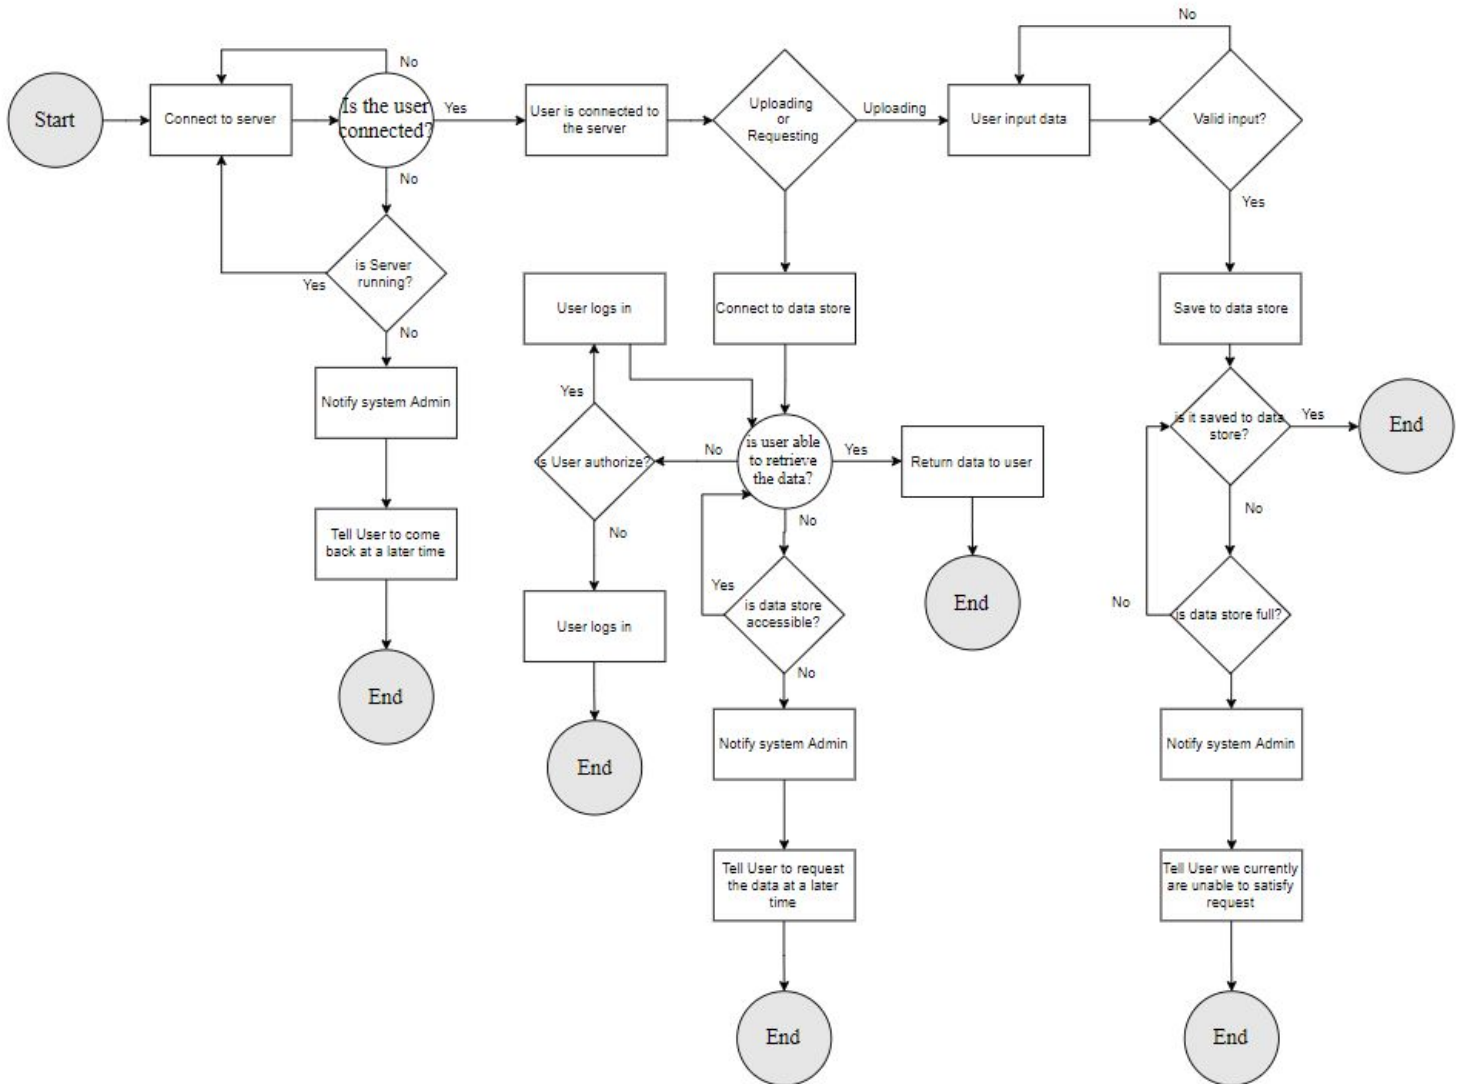 No
No
Start
Connect to server
Is the user
connected?
Yes
User is connected to
the server
Uploading
or
Requesting
Uploading
User input data
Valid input?
No
Yes
is Server
running?
Yes
No
User logs in
Connect to data store
Save to data store
Notify system Admin
Yes
is User authorize?
No
is user able
to retrieve
the data?
Yes
Return data to user
is it saved to data
store?
Yes
End
No
No
No
Tell User to come
back at a later time
Yes
is data store
accessible?
End
No
is data store full?
User logs in
No
End
End
Notify system Admin
Notify system Admin
Tell User to request
the data at a later
time
Tell User we currently
are unable to satisfy
request
End
End